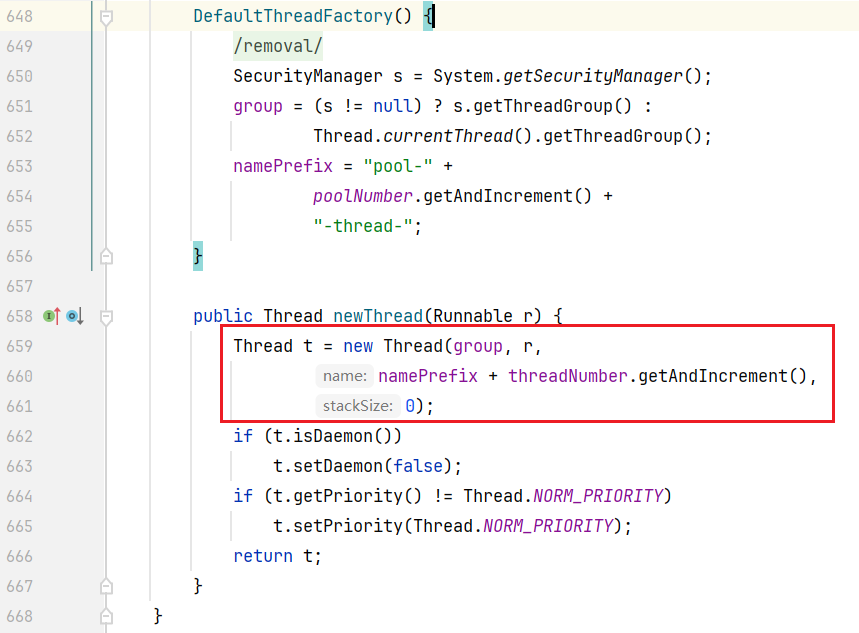 648 DefaultThreadFactory() {
649 /removal/
650 SecurityManager s = System.getSecurityManager();
651 group = (s != null) ? s.getThreadGroup() :
652 Thread.currentThread().getThreadGroup();
653 namePrefix = "pool-" +
654 poolNumber.getAndIncrement() +
655 "-thread-";
656 }
657
658 public Thread newThread(Runnable r) {
659 Thread t = new Thread(group, r,
660 name: namePrefix + threadNumber.getAndIncrement(),
661 stackSize: 0);
662 if (t.isDaemon())
663 t.setDaemon(false);
664 if (t.getPriority() != Thread.NORM_PRIORITY)
665 t.setPriority(Thread.NORM_PRIORITY);
666 return t;
667 }
668 }